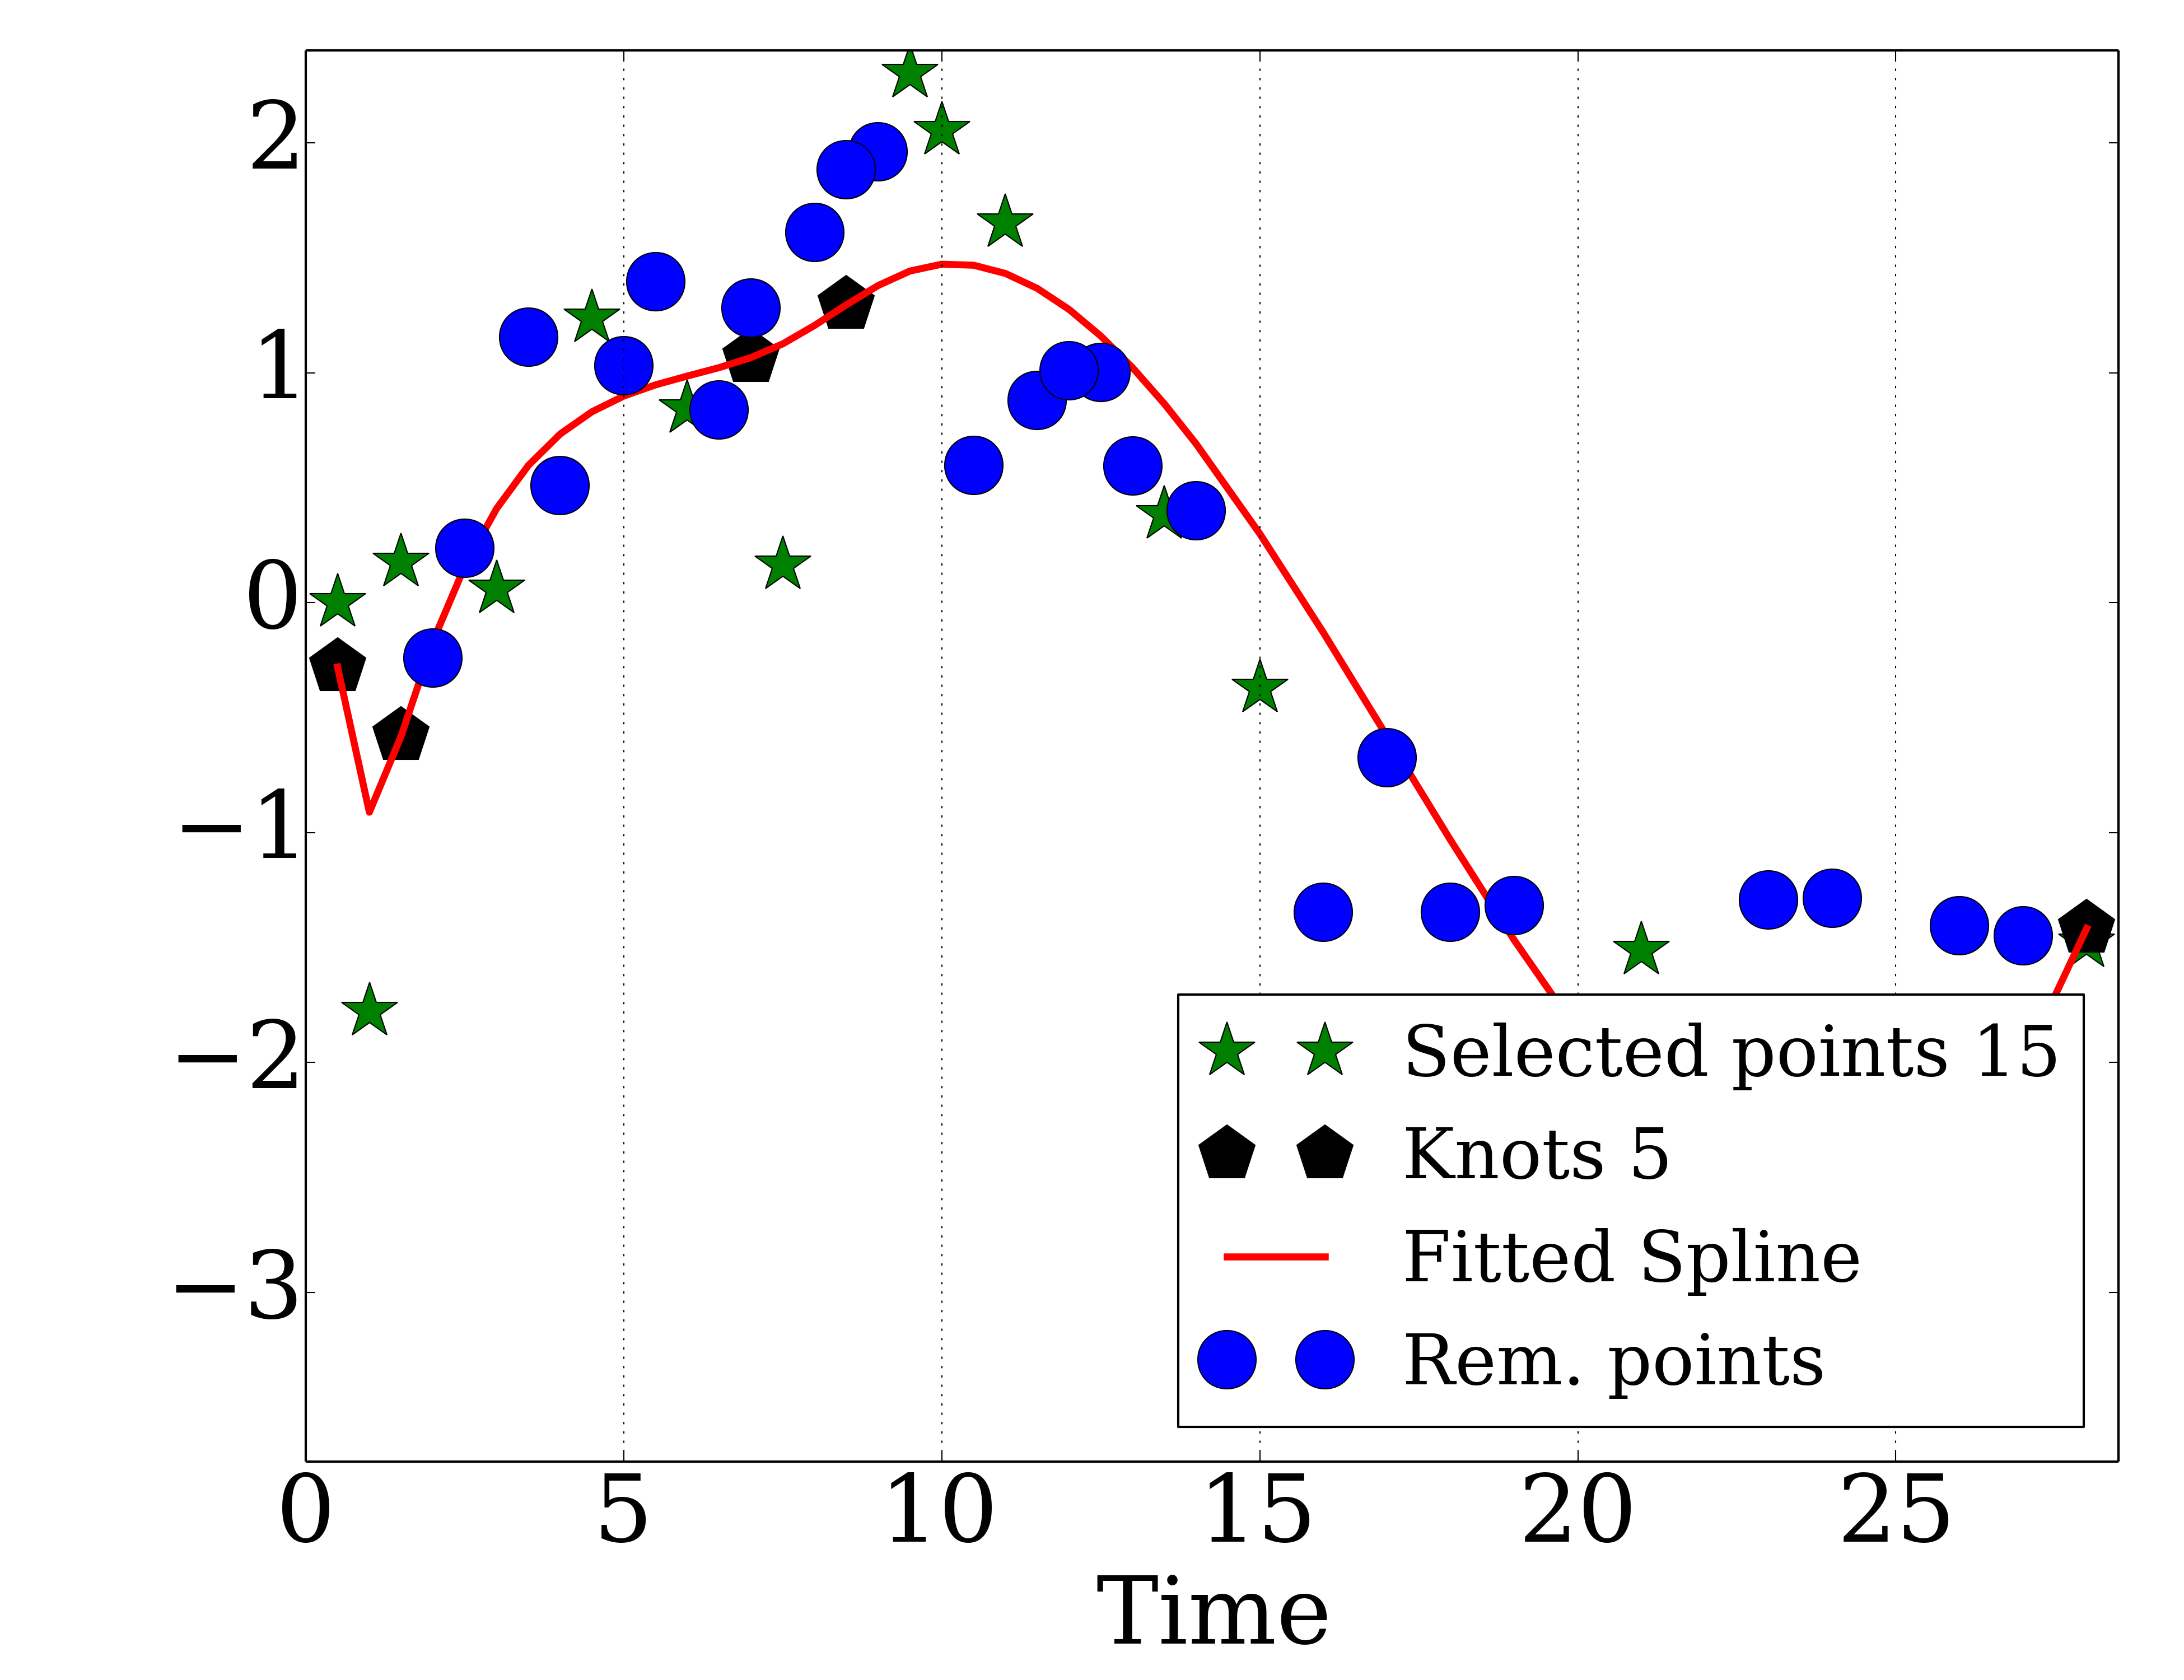 2
1
0
−1
−2
−3
0 5 10 15 20 25
Time
Selected points 15
Knots 5
Fitted Spline
Rem. points